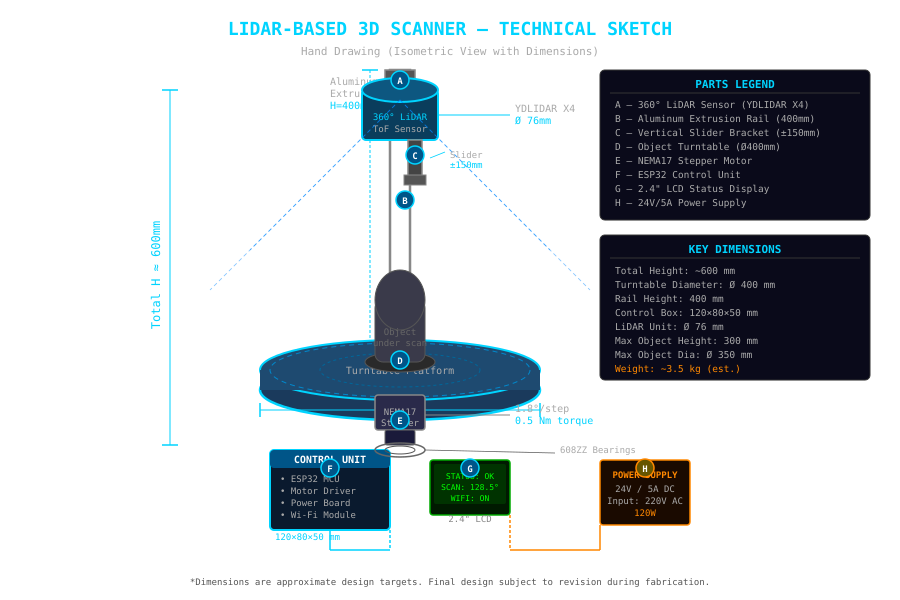 LIDAR-BASED 3D SCANNER — TECHNICAL SKETCH
Hand Drawing (Isometric View with Dimensions)
A
360° LiDAR
ToF Sensor
YDLIDAR X4
Ø 76mm
C
Slider
±150mm
B
Total H ≈ 600mm
Object
under scan
D
Turntable Platform
NEMA17
E
1.8°/step
0.5 Nm torque
608ZZ Bearings
CONTROL UNIT
F
• ESP32 MCU
• Motor Driver
• Power Board
• Wi-Fi Module
120×80×50 mm
G
STATUS: OK
SCAN: 128.5°
WIFI: ON
2.4" LCD
H
POWER SUPPLY
24V / 5A DC
Input: 220V AC
120W
PARTS LEGEND
A — 360° LiDAR Sensor (YDLIDAR X4)
B — Aluminum Extrusion Rail (400mm)
C — Vertical Slider Bracket (±150mm)
D — Object Turntable (Ø400mm)
E — NEMA17 Stepper Motor
F — ESP32 Control Unit
G — 2.4" LCD Status Display
H — 24V/5A Power Supply
KEY DIMENSIONS
Total Height: ~600 mm
Turntable Diameter: Ø 400 mm
Rail Height: 400 mm
Control Box: 120×80×50 mm
LiDAR Unit: Ø 76 mm
Max Object Height: 300 mm
Max Object Dia: Ø 350 mm
Weight: ~3.5 kg (est.)
*Dimensions are approximate design targets. Final design subject to revision during fabrication.